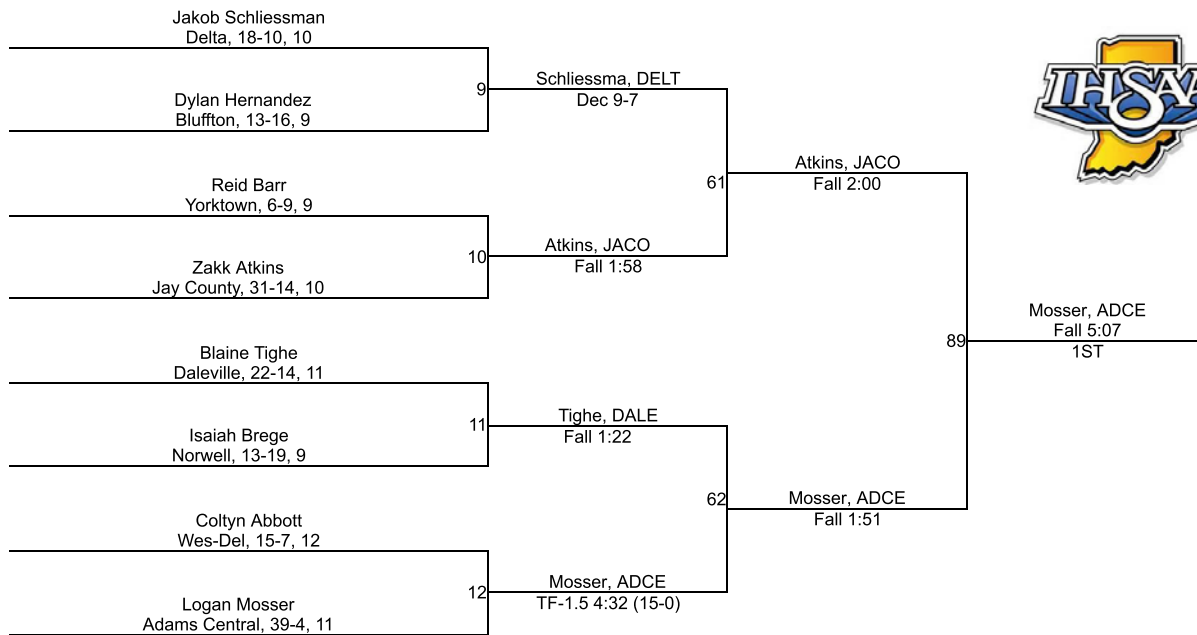 Jakob Schliessman
Delta, 18-10, 10
9
Schliessma, DELT
Dec 9-7
Dylan Hernandez
Bluffton, 13-16, 9
61
Atkins, JACO
Fall 2:00
Reid Barr
Yorktown, 6-9, 9
10
Atkins, JACO
Fall 1:58
Zakk Atkins
Jay County, 31-14, 10
89
Mosser, ADCE
Fall 5:07
1ST
Blaine Tighe
Daleville, 22-14, 11
11
Tighe, DALE
Fall 1:22
Isaiah Brege
Norwell, 13-19, 9
62
Mosser, ADCE
Fall 1:51
Coltyn Abbott
Wes-Del, 15-7, 12
12
Mosser, ADCE
TF-1.5 4:32 (15-0)
Logan Mosser
Adams Central, 39-4, 11
IHSAA